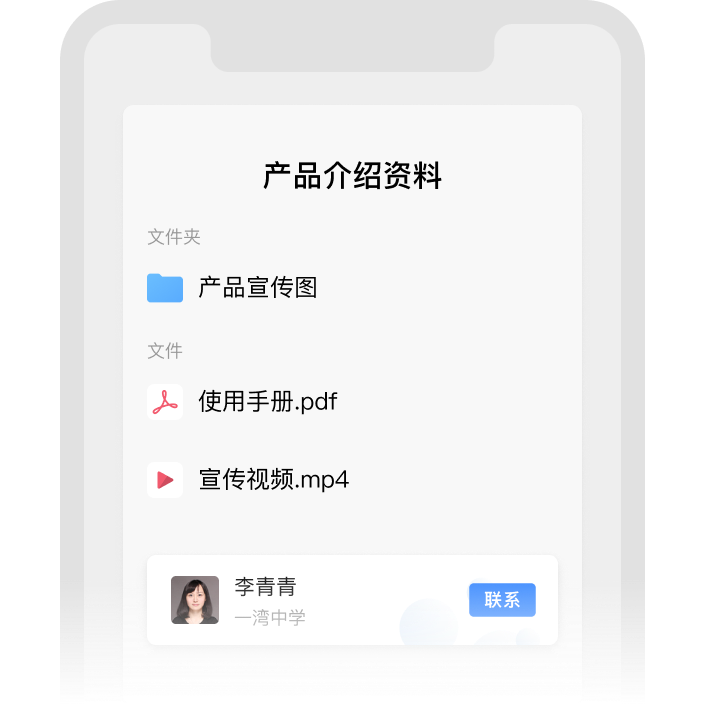 产品介绍资料
文件夹
产品宣传图
文件
使用手册.pdf
宣传视频.mp4
李青青
一湾中学
联系